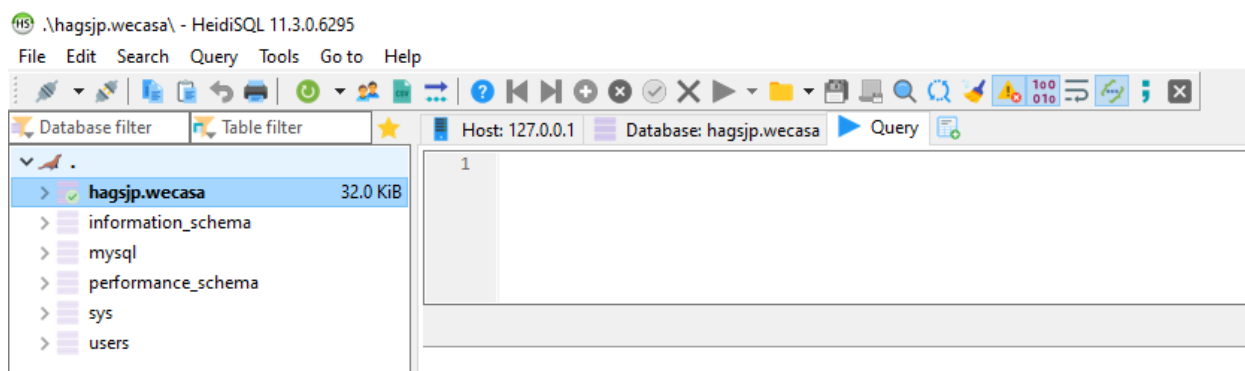 HS .\hagsjp.wecasa\ - HeidiSQL 11.3.0.6295
File Edit Search Query Tools Go to Help
Database filter Table filter Host: 127.0.0.1 Database: hagsjp.wecasa Query
.
1
hagsjp.wecasa 32.0 KiB
information_schema
mysql
performance_schema
sys
users